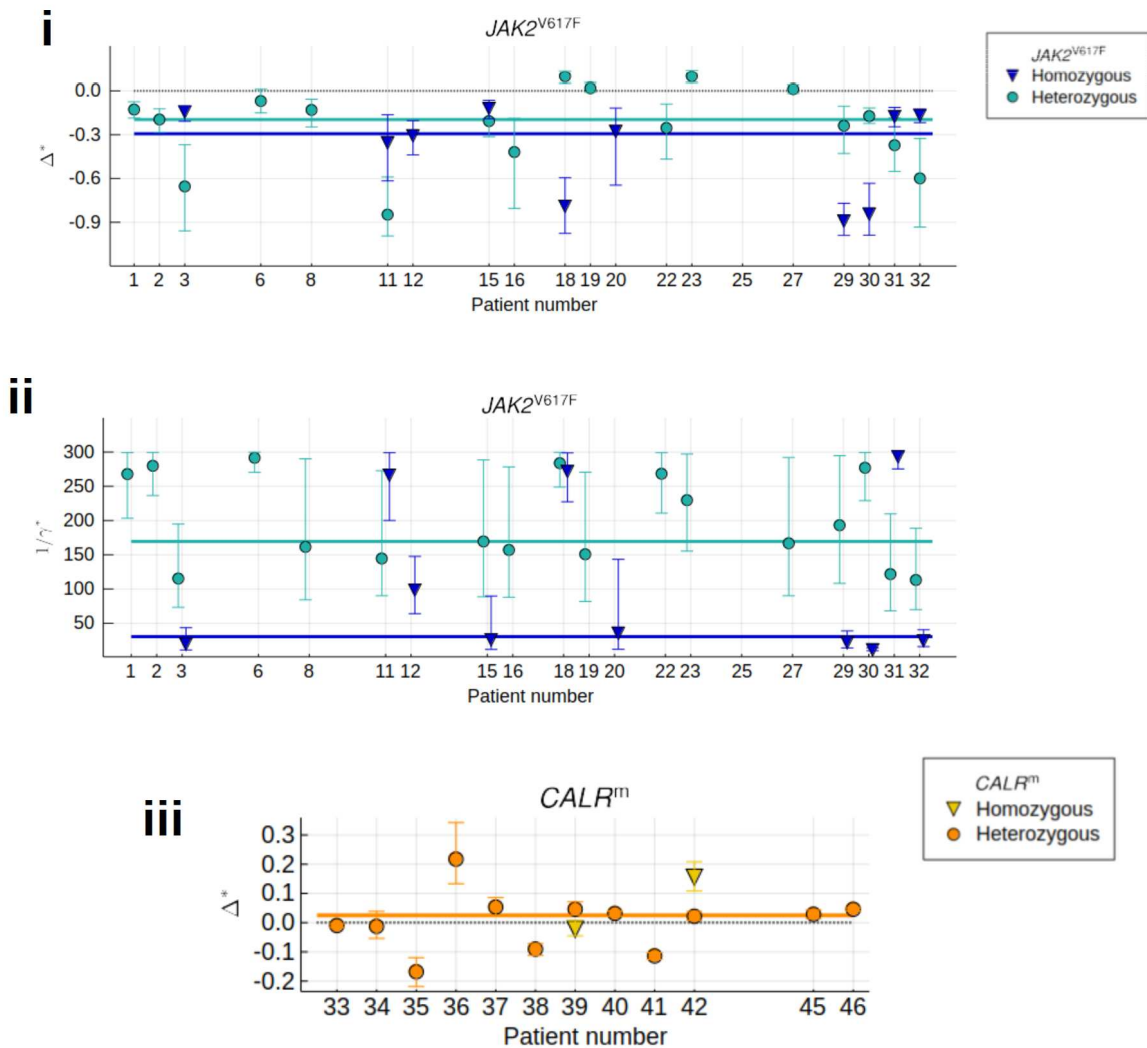 i
JAK2V617F
0.0
-0.3
-0.6
-0.9
Δ*
1 2 3 6 8 11 12 15 16 18 19 20 22 23 25 27 29 30 31 32
Patient number
JAK2V617F
Homozygous
Heterozygous
ii
JAK2V617F
300
250
200
150
100
50
1/γ*
1 2 3 6 8 11 12 15 16 18 19 20 22 23 25 27 29 30 31 32
Patient number
iii
CALRm
0.3
0.2
0.1
0.0
-0.1
-0.2
Δ*
33 34 35 36 37 38 39 40 41 42 45 46
Patient number
CALRm
Homozygous
Heterozygous